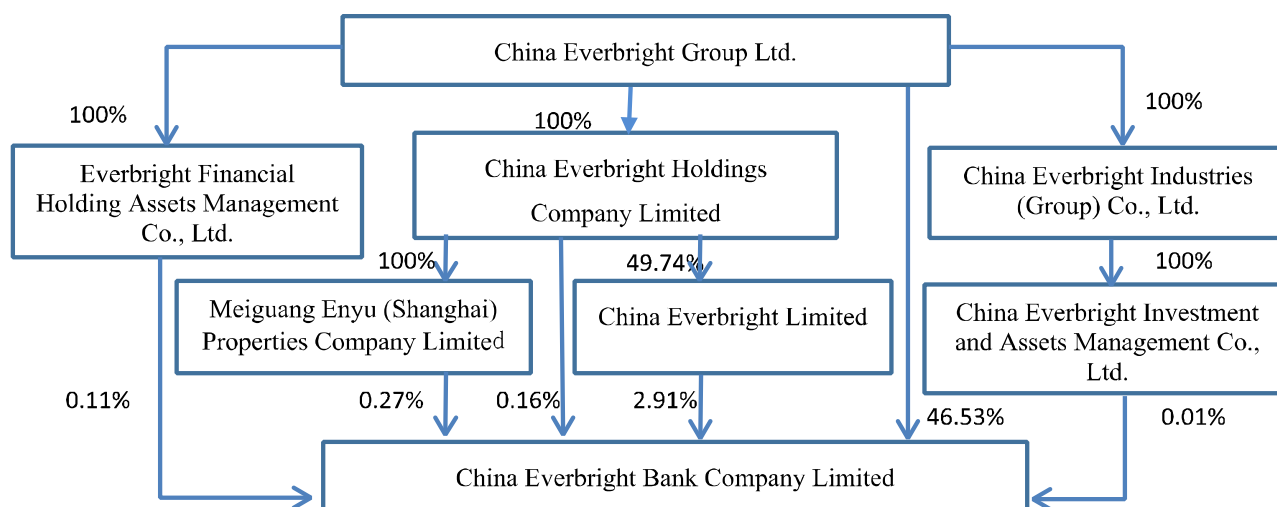 China Everbright Group Ltd.
100%
100%
100%
Everbright Financial
Holding Assets Management
Co., Ltd.
China Everbright Holdings
Company Limited
China Everbright Industries
(Group) Co., Ltd.
100%
49.74%
100%
Meiguang Enyu (Shanghai)
Properties Company Limited
China Everbright Limited
China Everbright Investment
and Assets Management Co.,
Ltd.
0.11%
0.27%
0.16%
2.91%
46.53%
0.01%
China Everbright Bank Company Limited